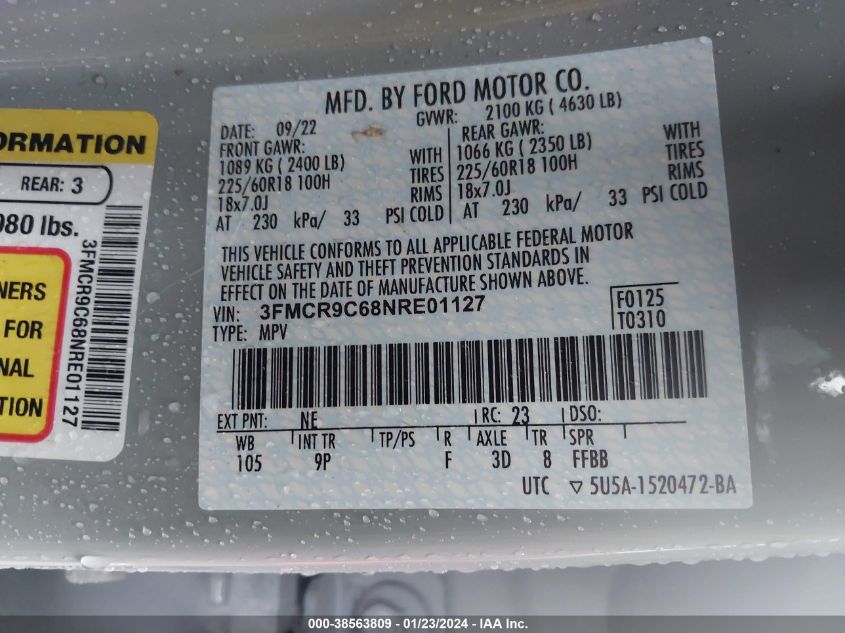 ORMATION
REAR: 3
980 lbs.
NERS
FOR
NAL
TION
3FMCR9C68NRE01127
MFD. BY FORD MOTOR CO.
DATE: 09/22 GVWR: 2100 KG ( 4630 LB)
FRONT GAWR: REAR GAWR:
1089 KG ( 2400 LB) WITH 1066 KG ( 2350 LB) WITH
225/60R18 100H TIRES 225/60R18 100H TIRES
18x7.0J RIMS 18x7.0J RIMS
AT 230 kPa/ 33 PSI COLD AT 230 kPa/ 33 PSI COLD
THIS VEHICLE CONFORMS TO ALL APPLICABLE FEDERAL MOTOR
VEHICLE SAFETY AND THEFT PREVENTION STANDARDS IN
EFFECT ON THE DATE OF MANUFACTURE SHOWN ABOVE.
VIN: 3FMCR9C68NRE01127 F0125
TYPE: MPV T0310
EXT PNT: NE RC: 23 DSO:
WB INT TR TP/PS R AXLE TR SPR
105 9P F 3D 8 FFBB
UTC ▽ 5U5A-1520472-BA
000-38563809 - 01/23/2024 - IAA Inc.